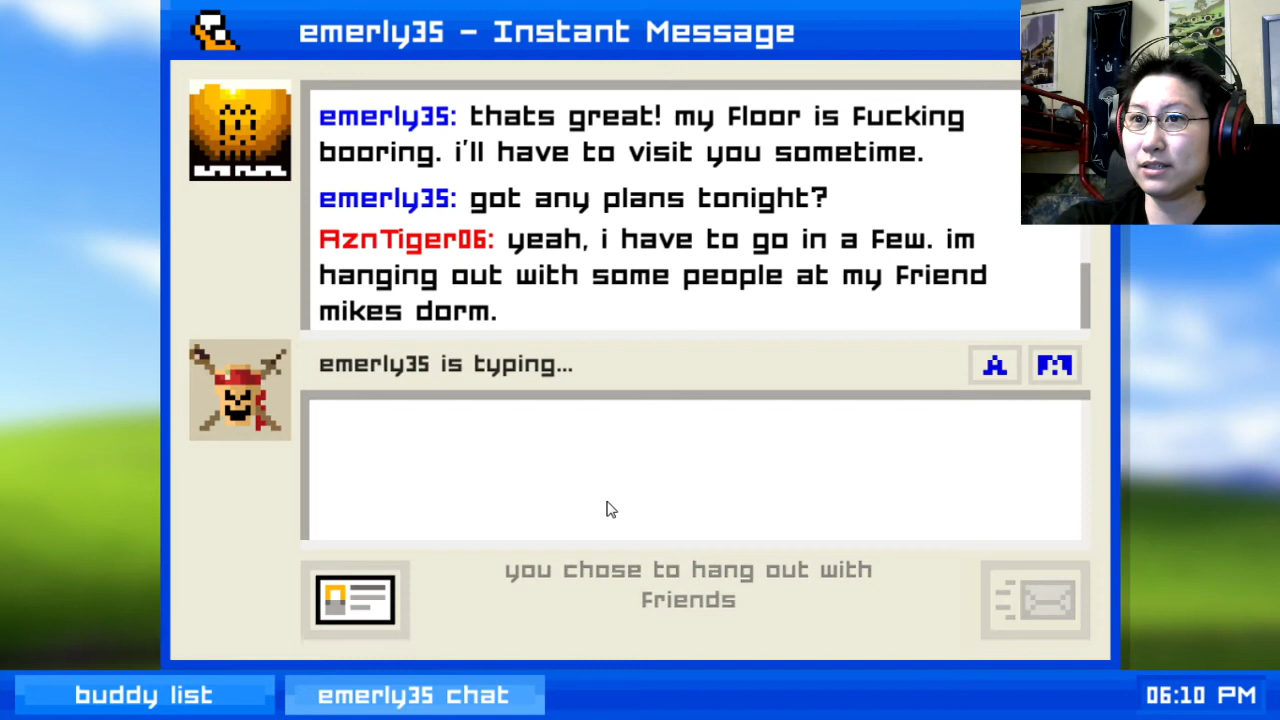 emerly35 - Instant Message
emerly35: thats great! my floor is fucking
booring. i'll have to visit you sometime.
emerly35: got any plans tonight?
AznTiger06: yeah, i have to go in a few. im
hanging out with some people at my friend
mikes dorm.
emerly35 is typing...
A
you chose to hang out with
friends
buddy list
emerly35 chat
06:10 PM